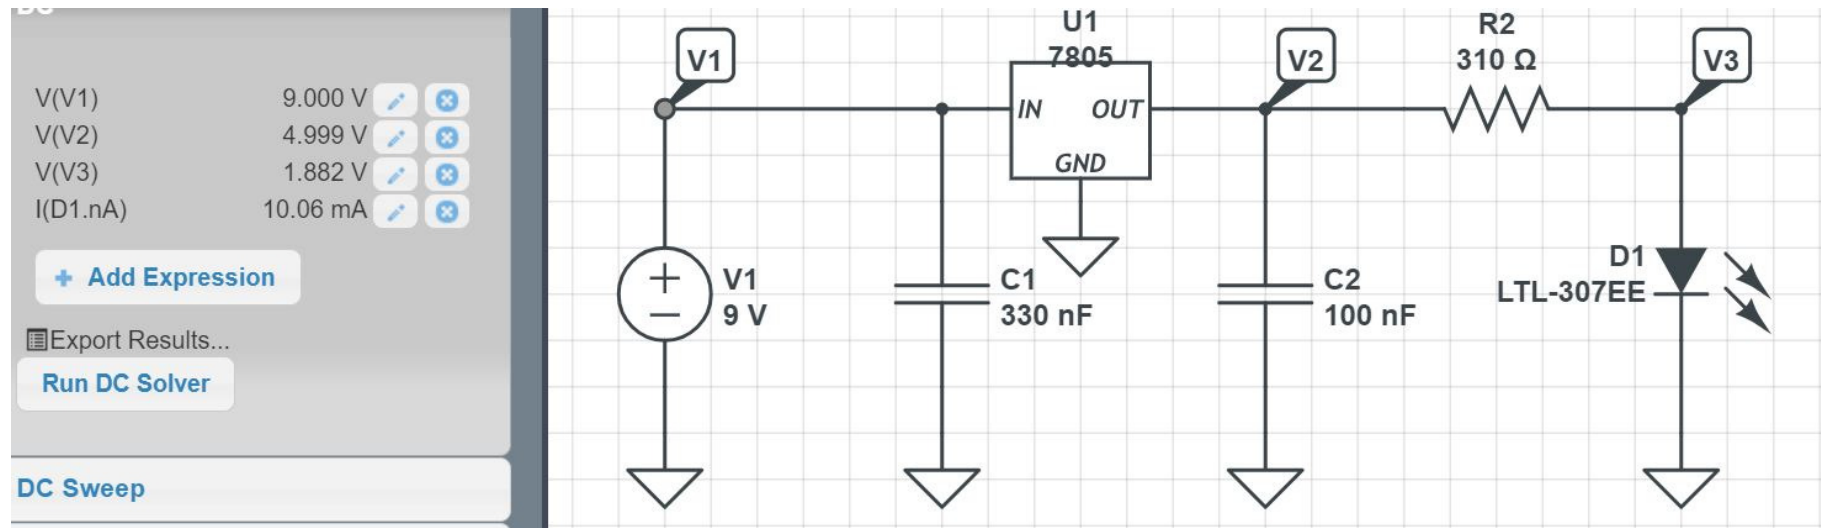 DC
V(V1) 9.000 V
V(V2) 4.999 V
V(V3) 1.882 V
I(D1.nA) 10.06 mA
+ Add Expression
Export Results...
Run DC Solver
DC Sweep
V1
U1
7805
IN OUT
GND
V2
R2
310 Ω
V3
+
−
V1
9 V
C1
330 nF
C2
100 nF
D1
LTL-307EE